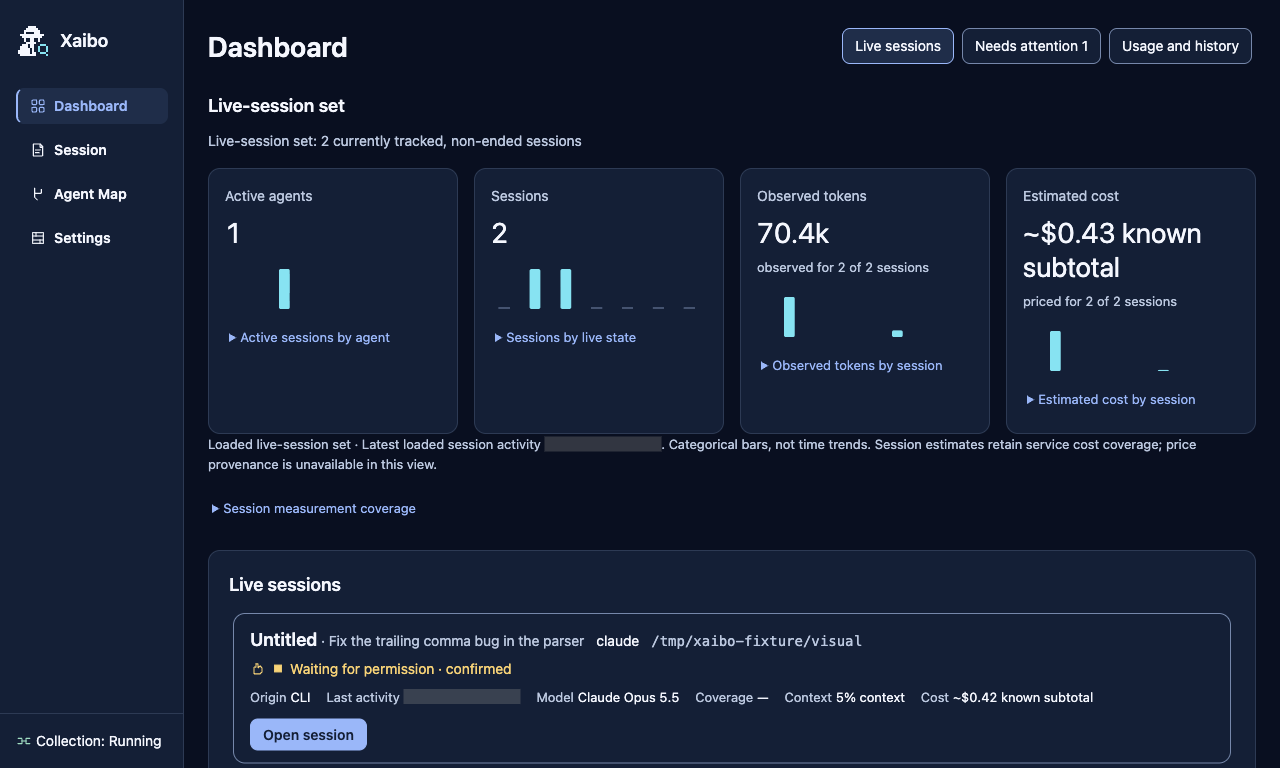 Xaibo
Dashboard
Session
Agent Map
Settings
Collection: Running
Dashboard
Live sessions
Needs attention 1
Usage and history
Live-session set
Live-session set: 2 currently tracked, non-ended sessions
Active agents
1
Active sessions by agent
Sessions
2
Sessions by live state
Observed tokens
70.4k
observed for 2 of 2 sessions
Observed tokens by session
Estimated cost
~$0.43 known
subtotal
priced for 2 of 2 sessions
Estimated cost by session
Loaded live-session set · Latest loaded session activity . Categorical bars, not time trends. Session estimates retain service cost coverage; price
provenance is unavailable in this view.
Session measurement coverage
Live sessions
Untitled · Fix the trailing comma bug in the parser claude /tmp/xaibo-fixture/visual
Waiting for permission · confirmed
Origin CLI Last activity Model Claude Opus 5.5 Coverage — Context 5% context Cost ~$0.42 known subtotal
Open session